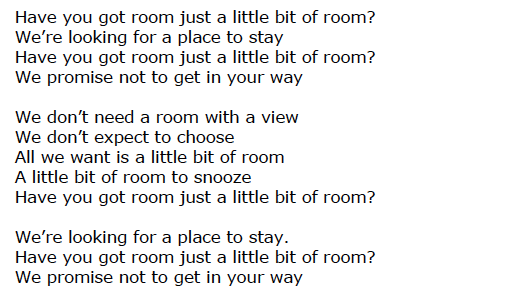 Have you got room just a little bit of room?
We’re looking for a place to stay
Have you got room just a little bit of room?
We promise not to get in your way

We don’t need a room with a view
We don’t expect to choose
All we want is a little bit of room
A little bit of room to snooze
Have you got room just a little bit of room?

We’re looking for a place to stay.
Have you got room just a little bit of room?
We promise not to get in your way